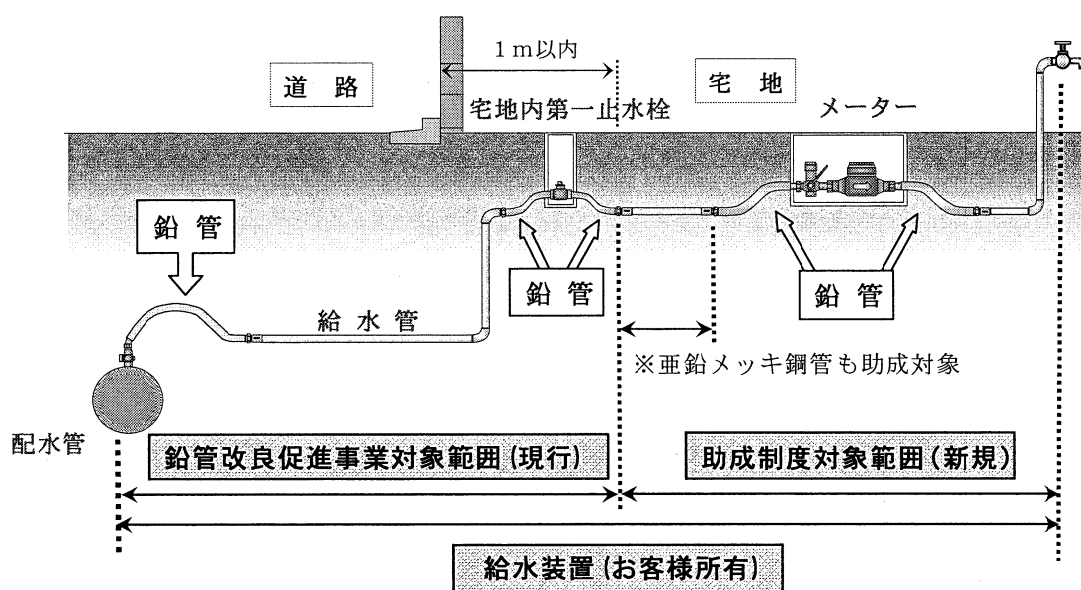 1m以内
道 路
宅 地
宅地内第一止水栓
メーター
鉛 管
鉛 管
鉛 管
給 水 管
※亜鉛メッキ鋼管も助成対象
配水管
鉛管改良促進事業対象範囲(現行)
助成制度対象範囲(新規)
給水装置(お客様所有)